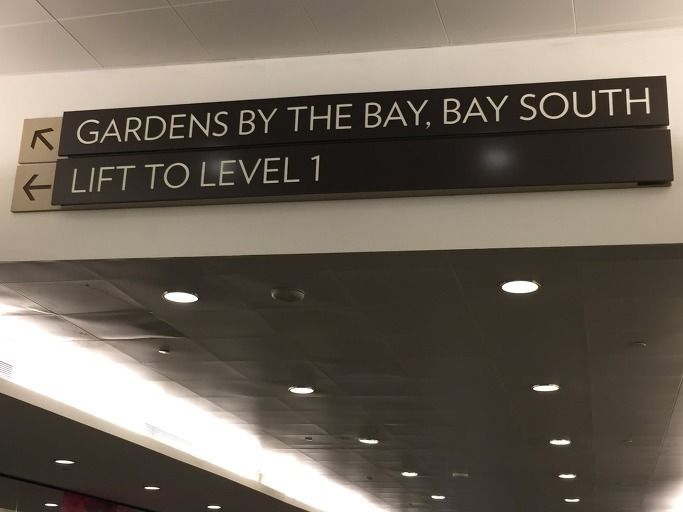 GARDENS BY THE BAY, BAY SOUTH
LIFT TO LEVEL 1